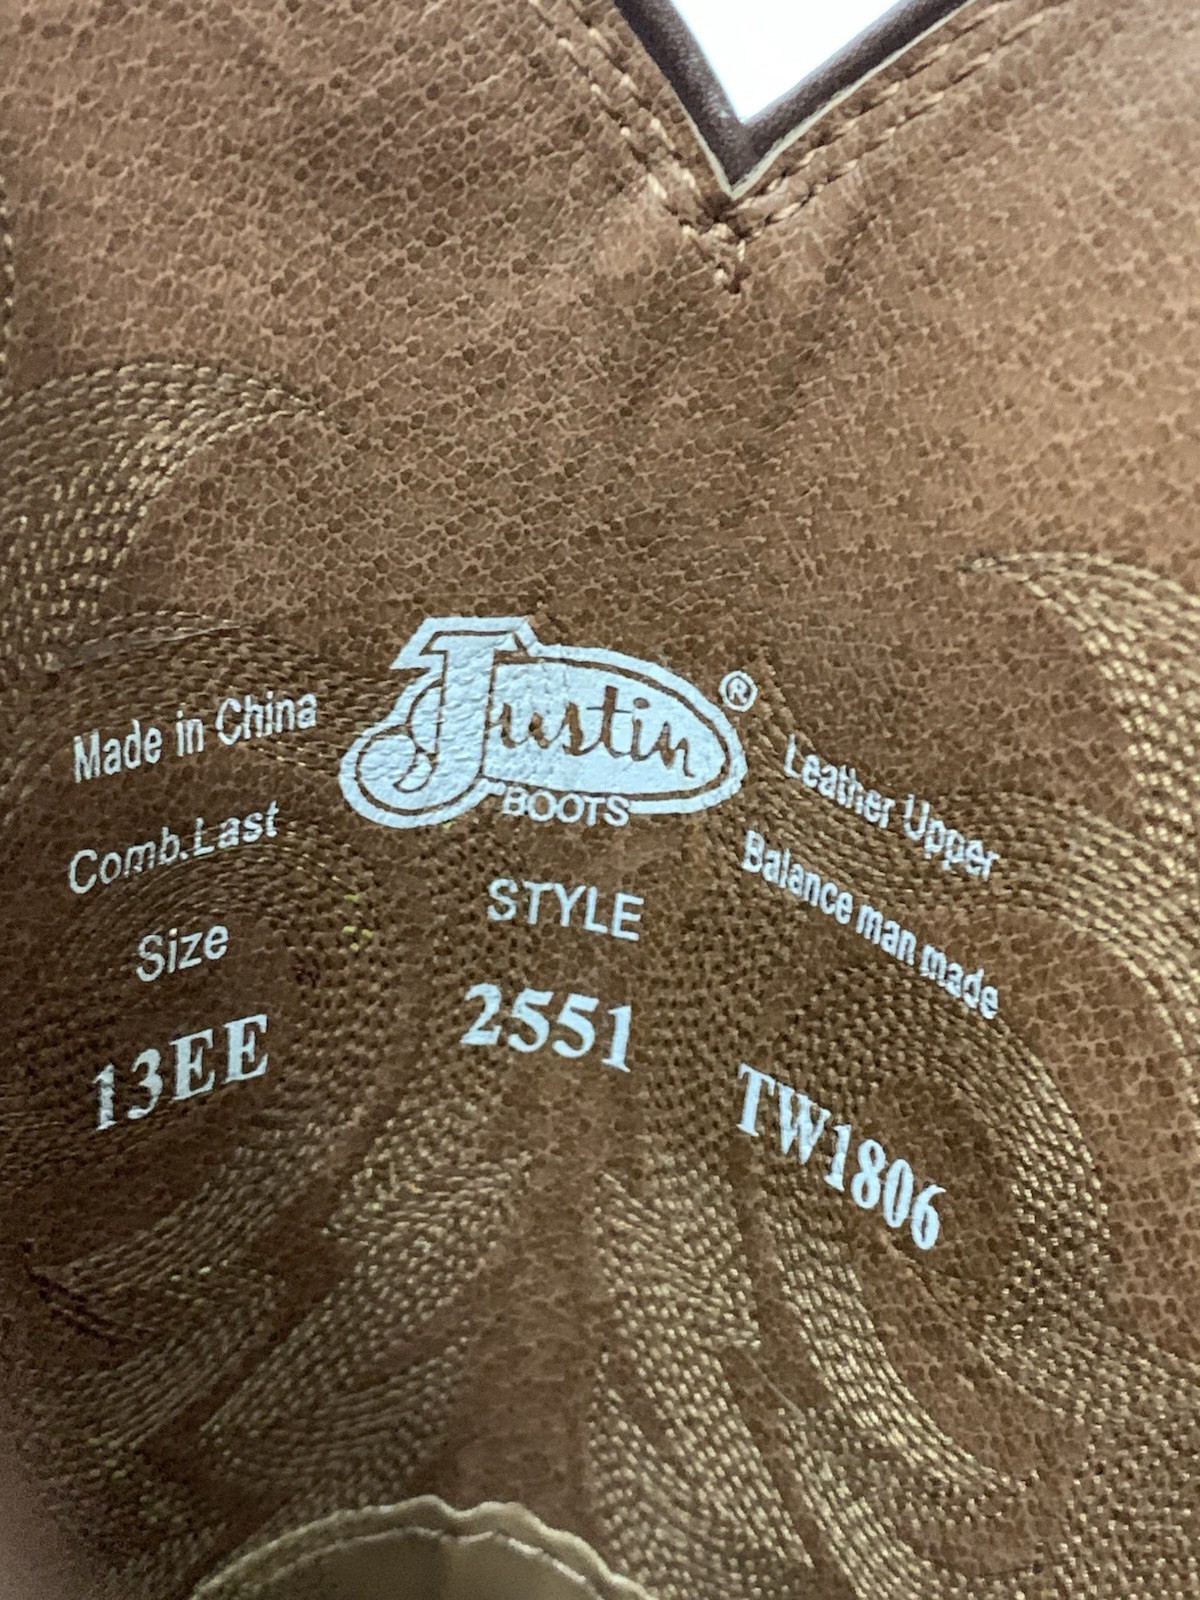 Justin®
BOOTS
Made in China
Comb.Last
Size
13EE
STYLE
2551
Leather Upper
Balance man made
TW1806